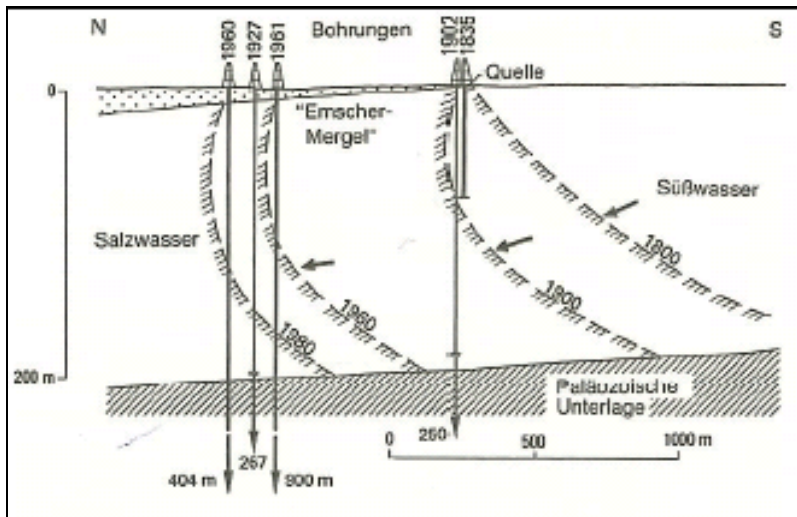 N
Bohrungen
S
1960
1927
1961
1902
1835
Quelle
0
"Emscher-
Mergel"
Süßwasser
Salzwasser
1800
1800
1960
1980
200 m
Paläozoische
Unterlage
404 m
267
900 m
260
0
500
1000 m